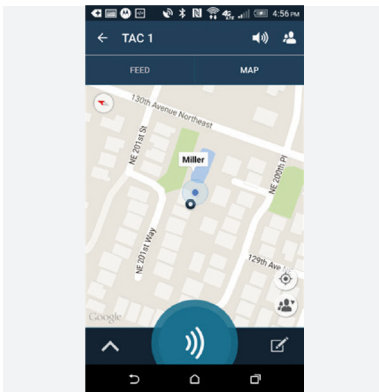 4:56 PM
TAC 1
FEED
MAP
130th Avenue Northeast
NE 201st St
Miller
NE 200th Pl
NE 201st Way
129th Ave
Google